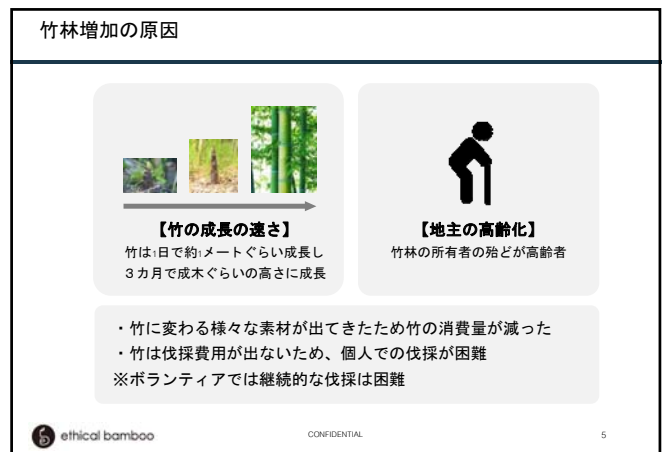 竹林増加の原因
【竹の成長の速さ】
竹は1日で約1メートルぐらい成長し
３カ月で成木ぐらいの高さに成長
【地主の高齢化】
竹林の所有者の殆どが高齢者
・竹に変わる様々な素材が出てきたため竹の消費量が減った
・竹は伐採費用が出ないため、個人での伐採が困難
※ボランティアでは継続的な伐採は困難
ethical bamboo
CONFIDENTIAL
5